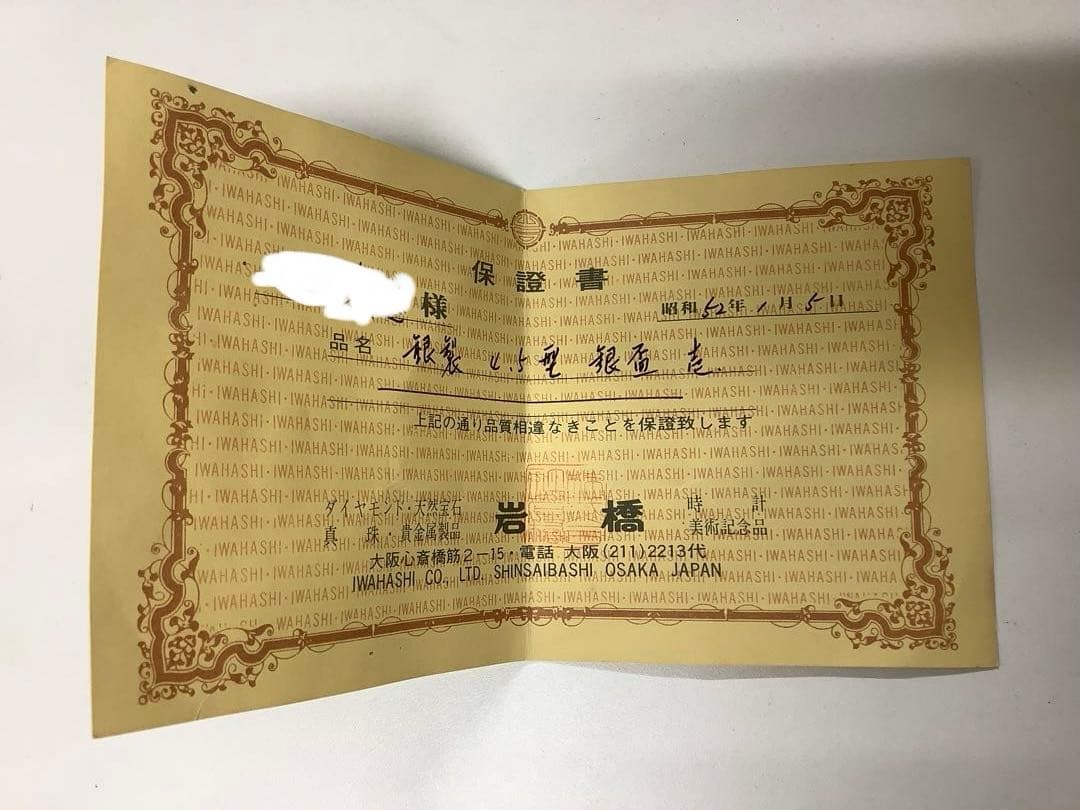 保證書
様
昭和52年1月5日
品名 銀製 4.5型 銀盃 壱.
上記の通り品質相違なきことを保證致します
ダイヤモンド・天然宝石
真珠・貴金属製品
岩橋
時計
美術記念品
大阪心斎橋筋2-15・電話 大阪(211)2213代
IWAHASHI CO., LTD. SHINSAIBASHI OSAKA JAPAN